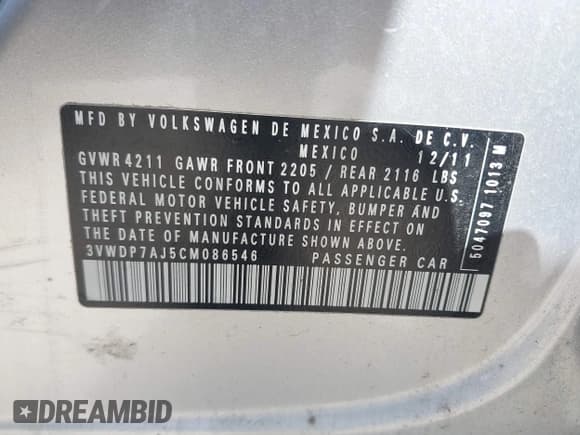 MFD BY VOLKSWAGEN DE MEXICO S.A. DE C.V.
MEXICO 12/11
GVWR 4211 GAWR FRONT 2205 / REAR 2116 LBS
THIS VEHICLE CONFORMS TO ALL APPLICABLE U.S.
FEDERAL MOTOR VEHICLE SAFETY, BUMPER AND
THEFT PREVENTION STANDARDS IN EFFECT ON
THE DATE OF MANUFACTURE SHOWN ABOVE.
3VWDP7AJ5CM086546 PASSENGER CAR
5047097 1013 M
DREAMBID